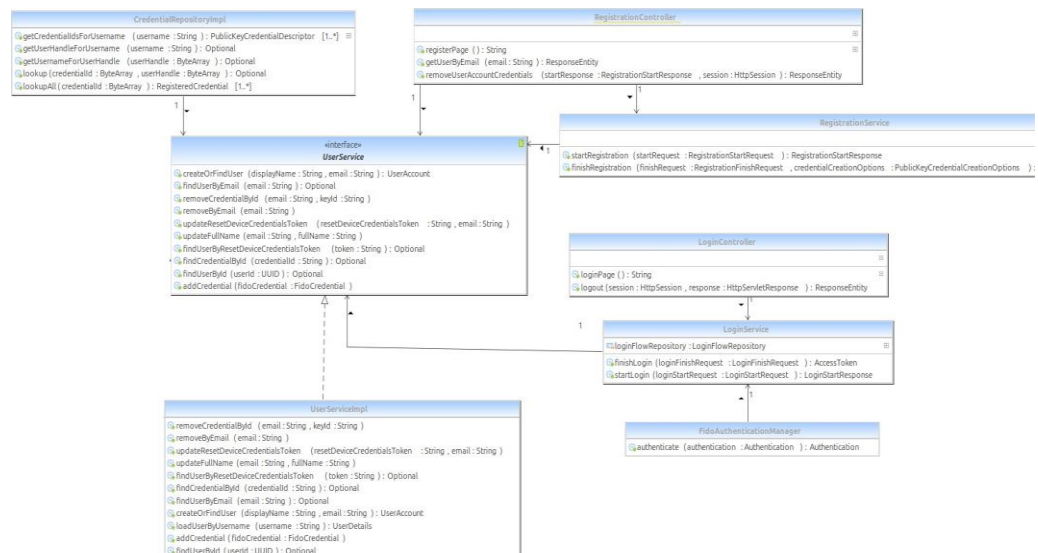 CredentialRepositoryImpl
getCredentialIdsForUsername (username : String ) : PublicKeyCredentialDescriptor [1..*]
getUserHandleForUsername (username : String ) : Optional
getUsernameForUserHandle (userHandle : ByteArray ) : Optional
lookup (credentialId : ByteArray , userHandle : ByteArray ) : Optional
lookupAll ( credentialId : ByteArray ) : RegisteredCredential [1..*]
1
RegistrationController
registerPage () : String
getUserByEmail (email : String ) : ResponseEntity
removeUserAccountCredentials (startResponse : RegistrationStartResponse , session : HttpSession ) : ResponseEntity
1
1
RegistrationService
startRegistration (startRequest : RegistrationStartRequest ) : RegistrationStartResponse
finishRegistration (finishRequest : RegistrationFinishRequest , credentialCreationOptions : PublicKeyCredentialCreationOptions ) :
1
«interface»
UserService
createOrFindUser (displayName : String , email : String ) : UserAccount
findUserByEmail (email : String ) : Optional
removeCredentialById (email : String , keyId : String )
removeByEmail (email : String )
updateResetDeviceCredentialsToken (resetDeviceCredentialsToken : String , email : String )
updateFullName (email : String , fullName : String )
findUserByResetDeviceCredentialsToken (token : String ) : Optional
findCredentialById (credentialId : String ) : Optional
findUserById (userId : UUID ) : Optional
addCredential (fidoCredential : FidoCredential )
LoginController
loginPage () : String
logout (session : HttpSession , response : HttpServletResponse ) : ResponseEntity
1
1
LoginService
loginFlowRepository : LoginFlowRepository
finishLogin (loginFinishRequest : LoginFinishRequest ) : AccessToken
startLogin (loginStartRequest : LoginStartRequest ) : LoginStartResponse
1
FidoAuthenticationManager
authenticate (authentication : Authentication ) : Authentication
UserServiceImpl
removeCredentialById (email : String , keyId : String )
removeByEmail (email : String )
updateResetDeviceCredentialsToken (resetDeviceCredentialsToken : String , email : String )
updateFullName (email : String , fullName : String )
findUserByResetDeviceCredentialsToken (token : String ) : Optional
findCredentialById (credentialId : String ) : Optional
findUserByEmail (email : String ) : Optional
createOrFindUser (displayName : String , email : String ) : UserAccount
loadUserByUsername (username : String ) : UserDetails
addCredential (fidoCredential : FidoCredential )
findUserById (userId : UUID ) : Optional